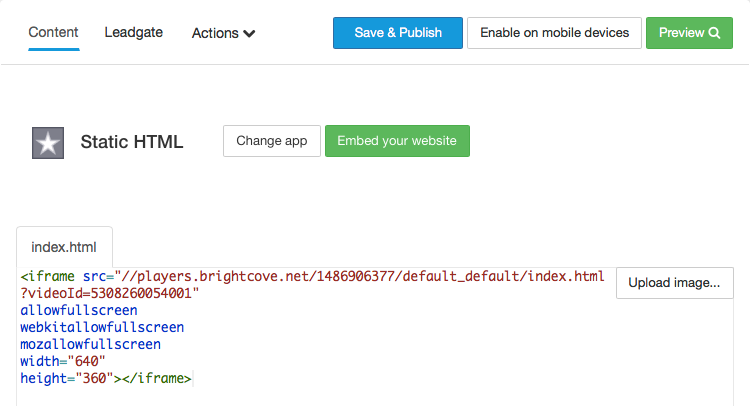 Content Leadgate Actions Save & Publish Enable on mobile devices Preview
Static HTML Change app Embed your website
index.html
<iframe src="//players.brightcove.net/1486906377/default_default/index.html
Upload image...
?videoId=5308260054001"
allowfullscreen
webkitallowfullscreen
mozallowfullscreen
width="640"
height="360"></iframe>